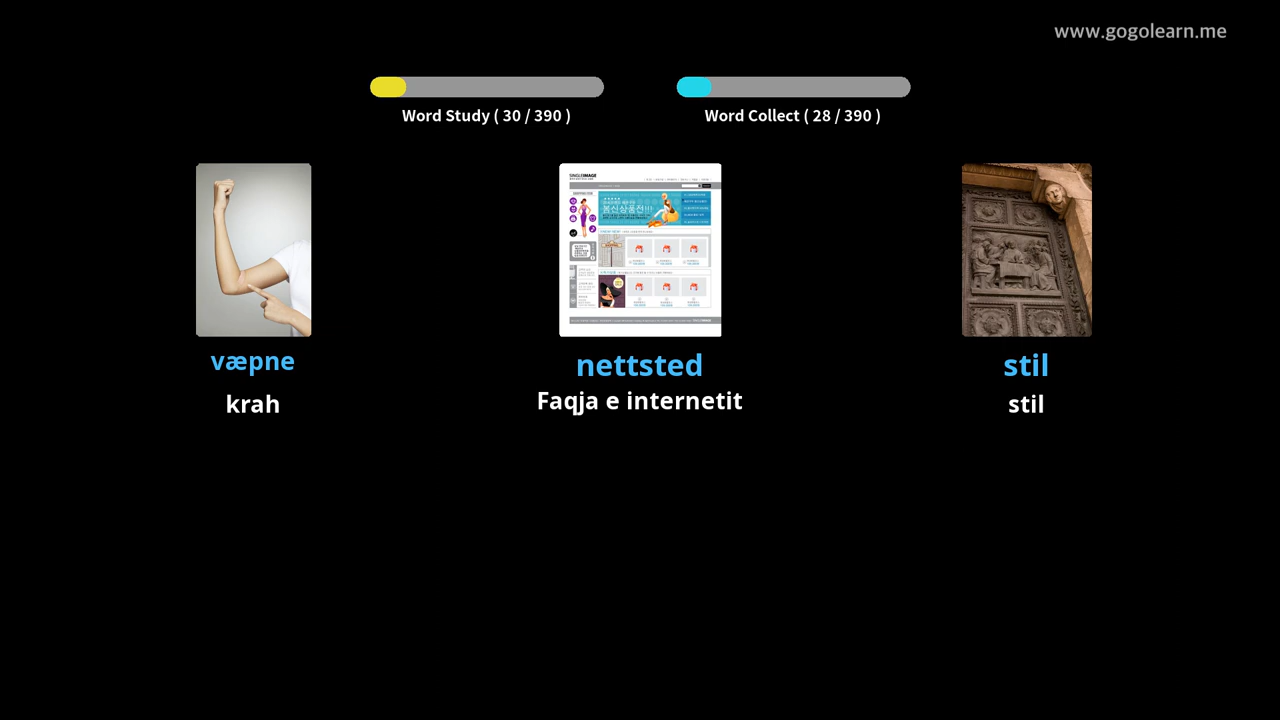 www.gogolearn.me
Word Study ( 30 / 390 )
Word Collect ( 28 / 390 )
væpne
nettsted
stil
krah
Faqja e internetit
stil